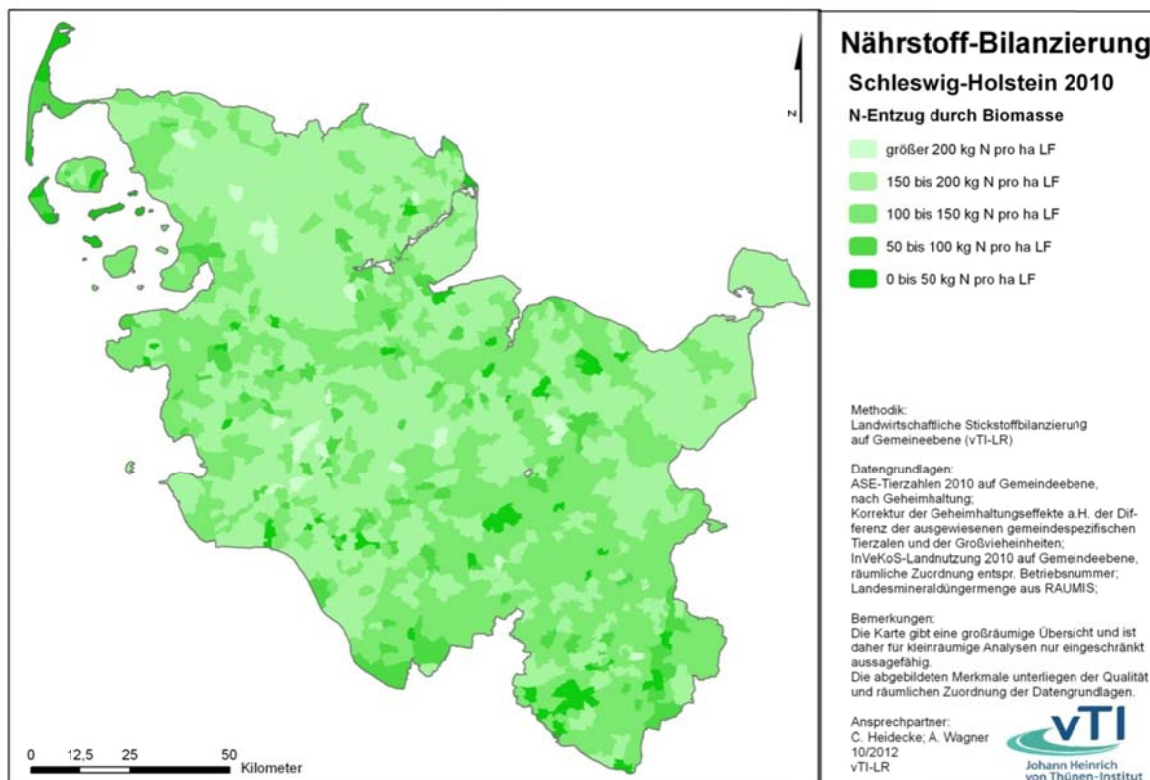 Nährstoff-Bilanzierung
Schleswig-Holstein 2010
N-Entzug durch Biomasse
größer 200 kg N pro ha LF
150 bis 200 kg N pro ha LF
100 bis 150 kg N pro ha LF
50 bis 100 kg N pro ha LF
0 bis 50 kg N pro ha LF
N
Methodik:
Landwirtschaftliche Stickstoffbilanzierung
auf Gemeineebene (vTI-LR)
Datengrundlagen:
ASE-Tierzahlen 2010 auf Gemeindeebene,
nach Geheimhaltung;
Korrektur der Geheimhaltungseffekte a.H. der Dif-
ferenz der ausgewiesenen gemeindespezifischen
Tierzalen und der Großvieheinheiten;
InVeKoS-Landnutzung 2010 auf Gemendeebene,
räumliche Zuordnung entspr. Betriebsnummer;
Landesmineraldüngermenge aus RAUMIS;
Bemerkungen:
Die Karte gibt eine großräumige Übersicht und ist
daher für kleinräumige Analysen nur eingeschränkt
aussagefähig.
Die abgebildeten Merkmale unterliegen der Qualität
und räumlichen Zuordnung der Datengrundlagen.
Ansprechpartner:
C. Heidecke; A. Wagner
10/2012
vTI-LR
vTI
Johann Heinrich
von Thünen-Institut
0 12,5 25 50
Kilometer